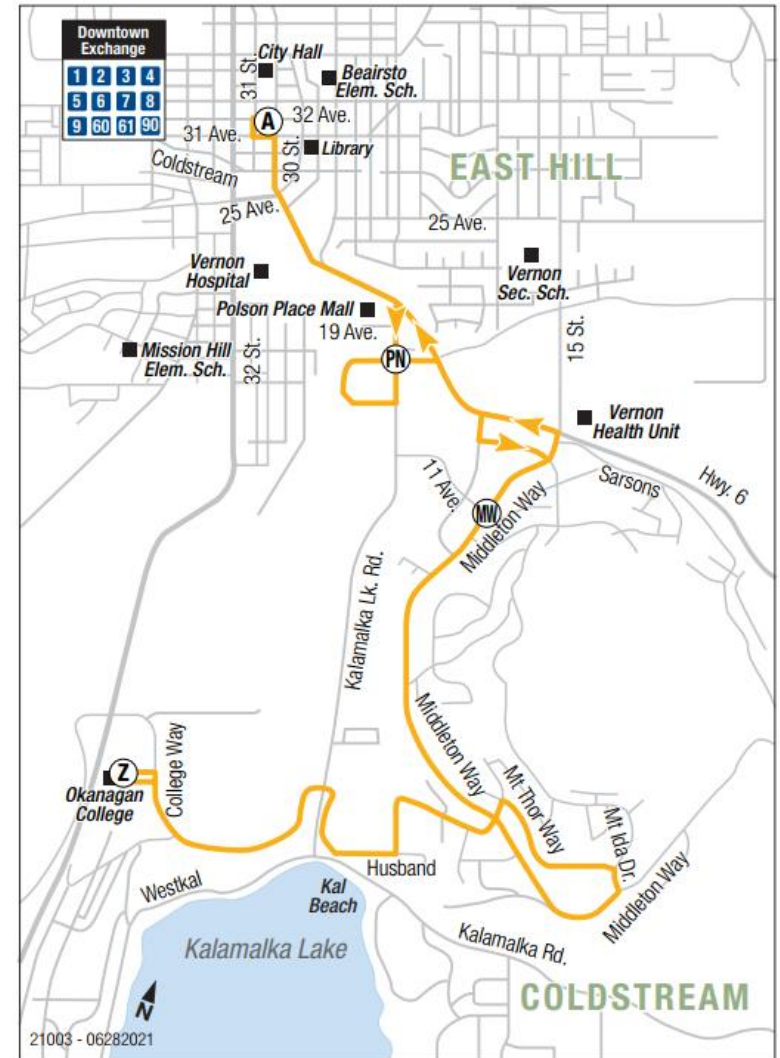 Downtown
Exchange
1 2 3 4
5 6 7 8
9 60 61 90
31 St.
City Hall
Beairsto
Elem. Sch.
A
32 Ave.
31 Ave.
30 St.
Library
Coldstream
EAST HILL
25 Ave.
25 Ave.
Vernon
Hospital
Vernon
Sec. Sch.
Polson Place Mall
19 Ave.
15 St.
PN
Mission Hill
Elem. Sch.
32 St.
Vernon
Health Unit
11 Ave.
Sarsons
Hwy. 6
MW
Middleton Way
Kalamalka Lk. Rd.
Middleton Way
College Way
Z
Okanagan
College
Mt Thor Way
Mt Ida Dr.
Middleton Way
Husband
Westkal
Kal
Beach
Kalamalka Rd.
Kalamalka Lake
COLDSTREAM
N
21003 - 06282021